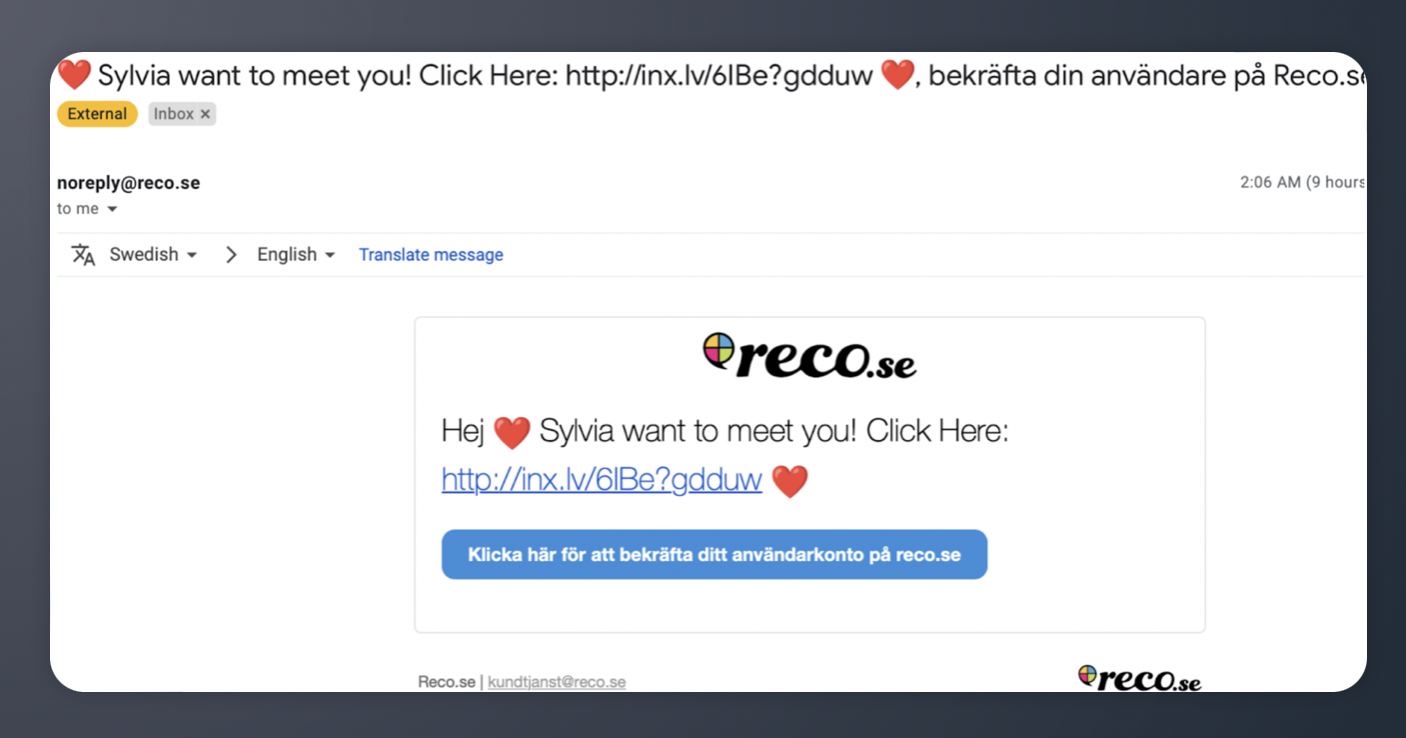 ❤️ Sylvia want to meet you! Click Here: http://inx.lv/6lBe?gdduw ❤️, bekräfta din användare på Reco.se
External Inbox ×
noreply@reco.se 2:06 AM (9 hours
to me
Swedish > English Translate message
reco.se
Hej ❤️ Sylvia want to meet you! Click Here:
http://inx.lv/6lBe?gdduw ❤️
Klicka här för att bekräfta ditt användarkonto på reco.se
Reco.se | kundtjanst@reco.se reco.se